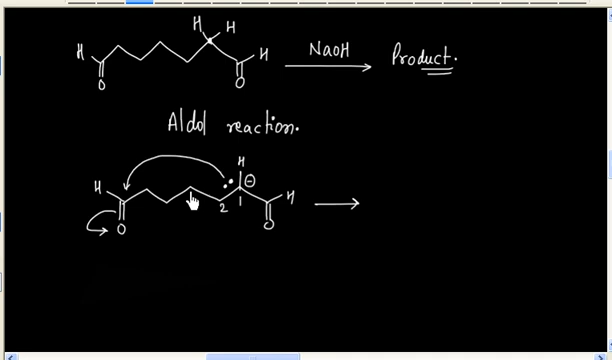 H H
H H NaOH Product.
O O
Aldol reaction.
H
H ⊖ H
2 1
O O